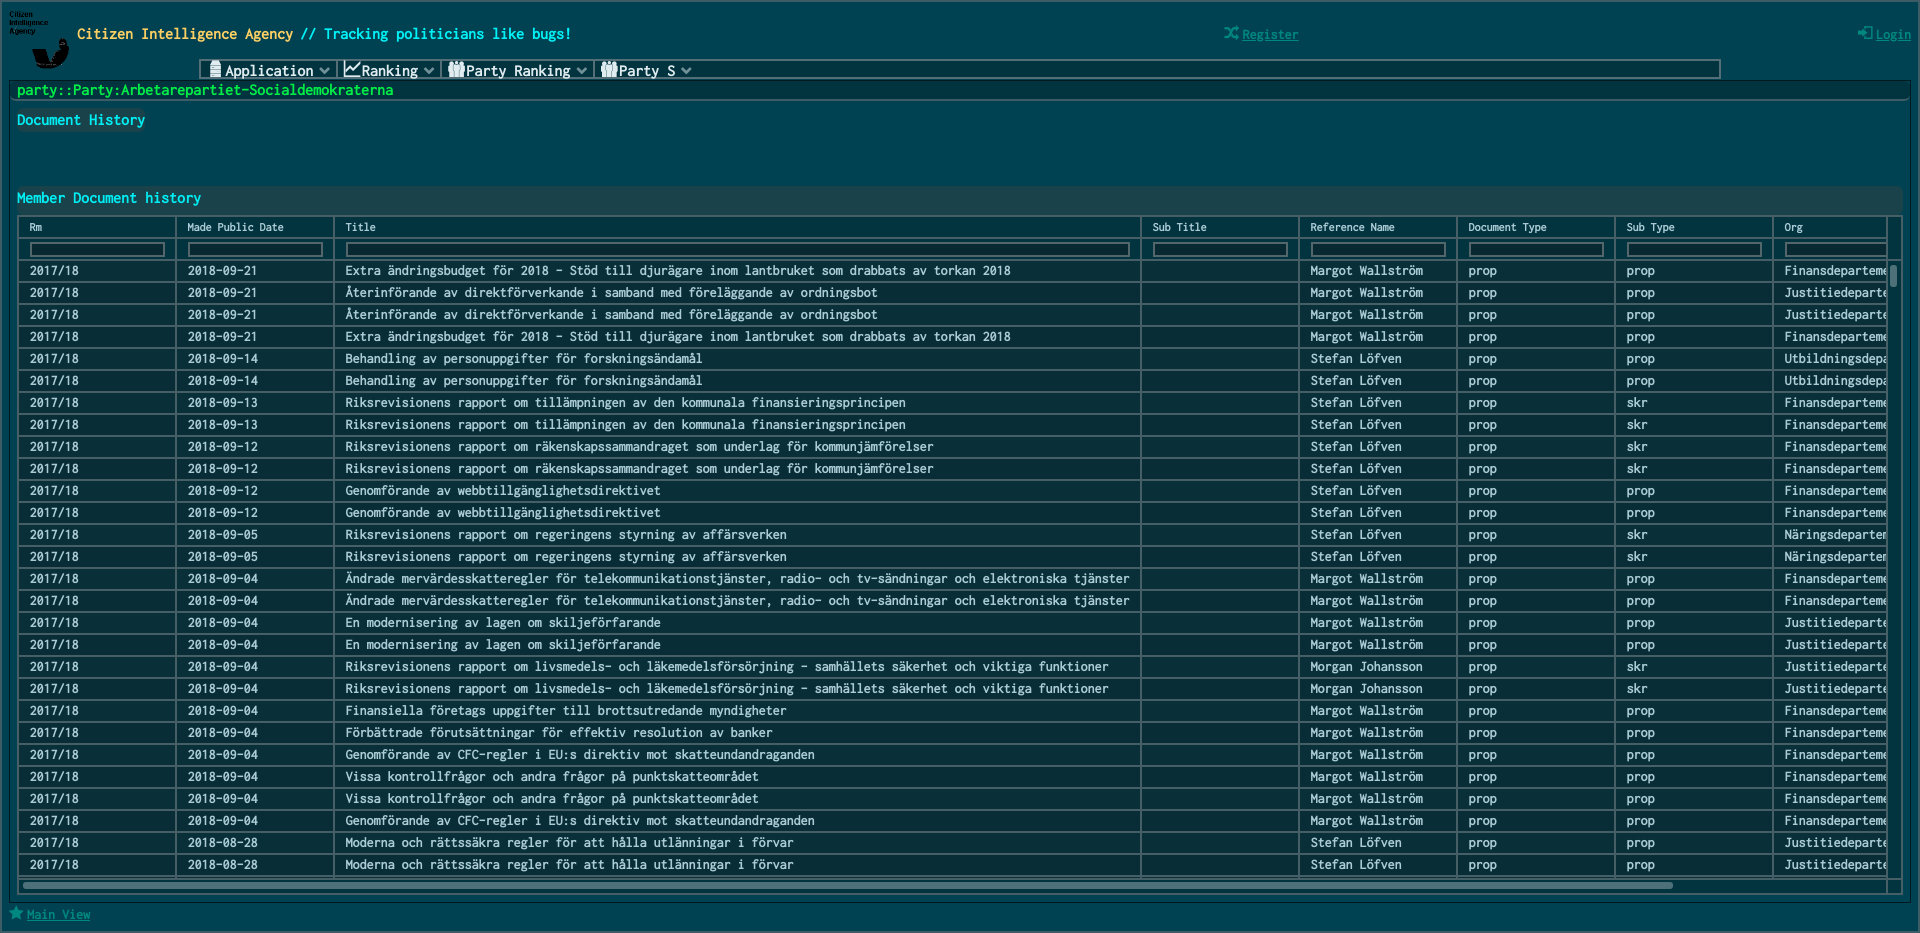 Citizen
Intelligence
Agency
Citizen Intelligence Agency // Tracking politicians like bugs!
Register
Login
Application Ranking Party Ranking Party S
party::Party:Arbetarepartiet-Socialdemokraterna
Document History
Member Document history
Rm Made Public Date Title Sub Title Reference Name Document Type Sub Type Org
2017/18 2018-09-21 Extra ändringsbudget för 2018 - Stöd till djurägare inom lantbruket som drabbats av torkan 2018 Margot Wallström prop prop Finansdeparteme
2017/18 2018-09-21 Återinförande av direktförverkande i samband med föreläggande av ordningsbot Margot Wallström prop prop Justitiedeparte
2017/18 2018-09-21 Återinförande av direktförverkande i samband med föreläggande av ordningsbot Margot Wallström prop prop Justitiedeparte
2017/18 2018-09-21 Extra ändringsbudget för 2018 - Stöd till djurägare inom lantbruket som drabbats av torkan 2018 Margot Wallström prop prop Finansdeparteme
2017/18 2018-09-14 Behandling av personuppgifter för forskningsändamål Stefan Löfven prop prop Utbildningsdepa
2017/18 2018-09-14 Behandling av personuppgifter för forskningsändamål Stefan Löfven prop prop Utbildningsdepa
2017/18 2018-09-13 Riksrevisionens rapport om tillämpningen av den kommunala finansieringsprincipen Stefan Löfven prop skr Finansdeparteme
2017/18 2018-09-13 Riksrevisionens rapport om tillämpningen av den kommunala finansieringsprincipen Stefan Löfven prop skr Finansdeparteme
2017/18 2018-09-12 Riksrevisionens rapport om räkenskapssammandraget som underlag för kommunjämförelser Stefan Löfven prop skr Finansdeparteme
2017/18 2018-09-12 Riksrevisionens rapport om räkenskapssammandraget som underlag för kommunjämförelser Stefan Löfven prop skr Finansdeparteme
2017/18 2018-09-12 Genomförande av webbtillgänglighetsdirektivet Stefan Löfven prop prop Finansdeparteme
2017/18 2018-09-12 Genomförande av webbtillgänglighetsdirektivet Stefan Löfven prop prop Finansdeparteme
2017/18 2018-09-05 Riksrevisionens rapport om regeringens styrning av affärsverken Stefan Löfven prop skr Näringsdeparten
2017/18 2018-09-05 Riksrevisionens rapport om regeringens styrning av affärsverken Stefan Löfven prop skr Näringsdeparten
2017/18 2018-09-04 Ändrade mervärdesskatteregler för telekommunikationstjänster, radio- och tv-sändningar och elektroniska tjänster Margot Wallström prop prop Finansdeparteme
2017/18 2018-09-04 Ändrade mervärdesskatteregler för telekommunikationstjänster, radio- och tv-sändningar och elektroniska tjänster Margot Wallström prop prop Finansdeparteme
2017/18 2018-09-04 En modernisering av lagen om skiljeförfarande Margot Wallström prop prop Justitiedeparte
2017/18 2018-09-04 En modernisering av lagen om skiljeförfarande Margot Wallström prop prop Justitiedeparte
2017/18 2018-09-04 Riksrevisionens rapport om livsmedels- och läkemedelsförsörjning - samhällets säkerhet och viktiga funktioner Morgan Johansson prop skr Justitiedeparte
2017/18 2018-09-04 Riksrevisionens rapport om livsmedels- och läkemedelsförsörjning - samhällets säkerhet och viktiga funktioner Morgan Johansson prop skr Justitiedeparte
2017/18 2018-09-04 Finansiella företags uppgifter till brottsutredande myndigheter Margot Wallström prop prop Finansdeparteme
2017/18 2018-09-04 Förbättrade förutsättningar för effektiv resolution av banker Margot Wallström prop prop Finansdeparteme
2017/18 2018-09-04 Genomförande av CFC-regler i EU:s direktiv mot skatteundandraganden Margot Wallström prop prop Finansdeparteme
2017/18 2018-09-04 Vissa kontrollfrågor och andra frågor på punktskatteområdet Margot Wallström prop prop Finansdeparteme
2017/18 2018-09-04 Vissa kontrollfrågor och andra frågor på punktskatteområdet Margot Wallström prop prop Finansdeparteme
2017/18 2018-09-04 Genomförande av CFC-regler i EU:s direktiv mot skatteundandraganden Margot Wallström prop prop Finansdeparteme
2017/18 2018-08-28 Moderna och rättssäkra regler för att hålla utlänningar i förvar Stefan Löfven prop prop Justitiedeparte
2017/18 2018-08-28 Moderna och rättssäkra regler för att hålla utlänningar i förvar Stefan Löfven prop prop Justitiedeparte
Main View